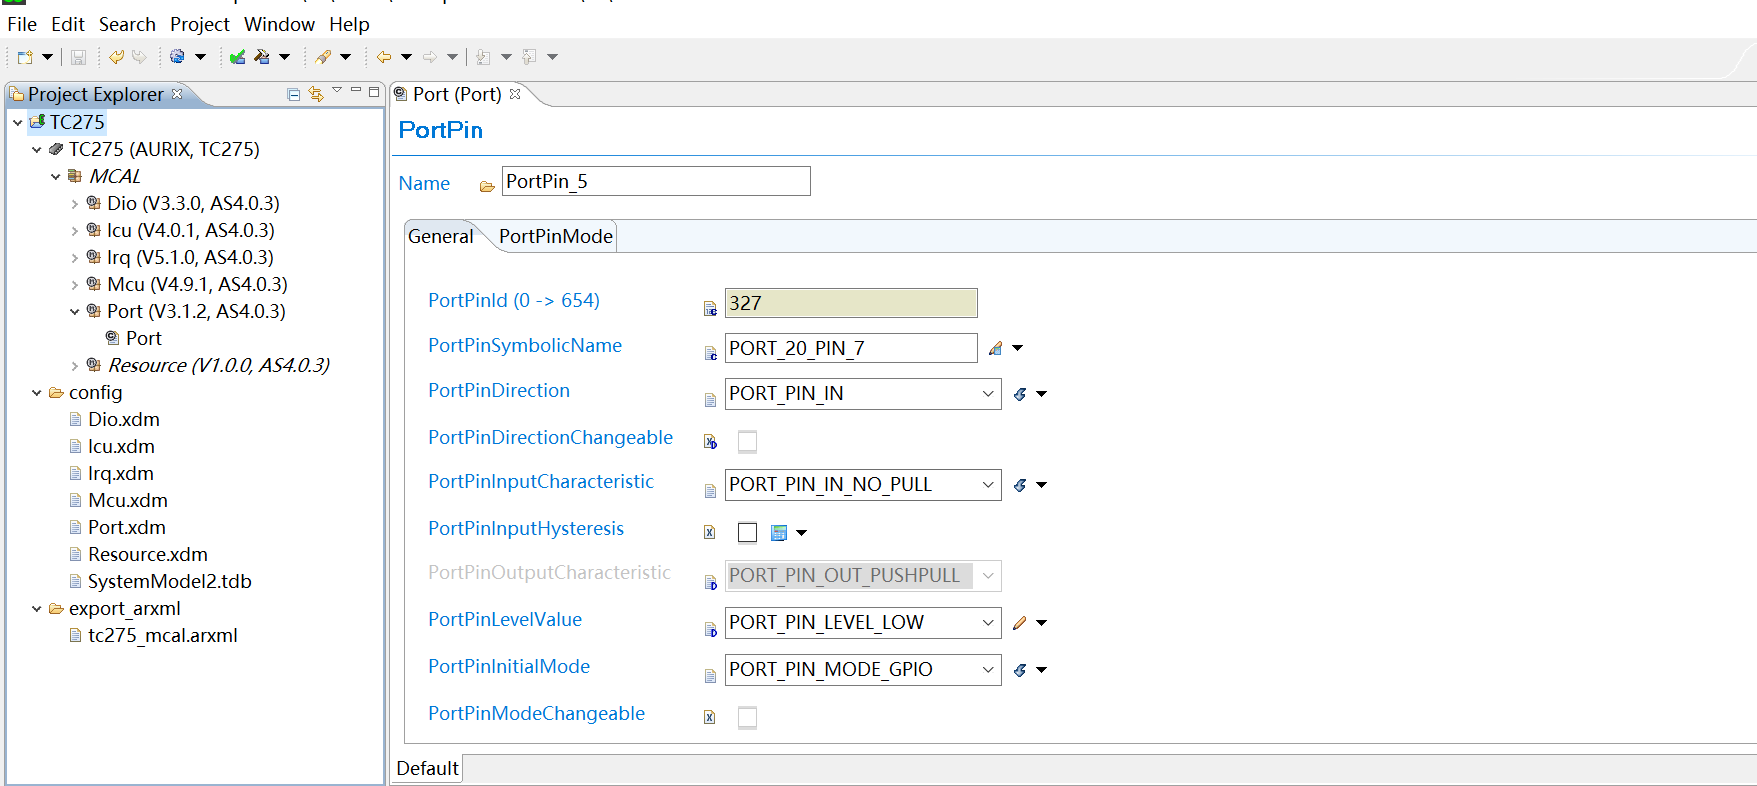 File Edit Search Project Window Help
Project Explorer
TC275
TC275 (AURIX, TC275)
MCAL
Dio (V3.3.0, AS4.0.3)
Icu (V4.0.1, AS4.0.3)
Irq (V5.1.0, AS4.0.3)
Mcu (V4.9.1, AS4.0.3)
Port (V3.1.2, AS4.0.3)
Port
Resource (V1.0.0, AS4.0.3)
config
Dio.xdm
Icu.xdm
Irq.xdm
Mcu.xdm
Port.xdm
Resource.xdm
SystemModel2.tdb
export_arxml
tc275_mcal.arxml
Port (Port)
PortPin
Name PortPin_5
General PortPinMode
PortPinId (0 -> 654) 327
PortPinSymbolicName PORT_20_PIN_7
PortPinDirection PORT_PIN_IN
PortPinDirectionChangeable
PortPinInputCharacteristic PORT_PIN_IN_NO_PULL
PortPinInputHysteresis
PortPinOutputCharacteristic PORT_PIN_OUT_PUSHPULL
PortPinLevelValue PORT_PIN_LEVEL_LOW
PortPinInitialMode PORT_PIN_MODE_GPIO
PortPinModeChangeable
Default